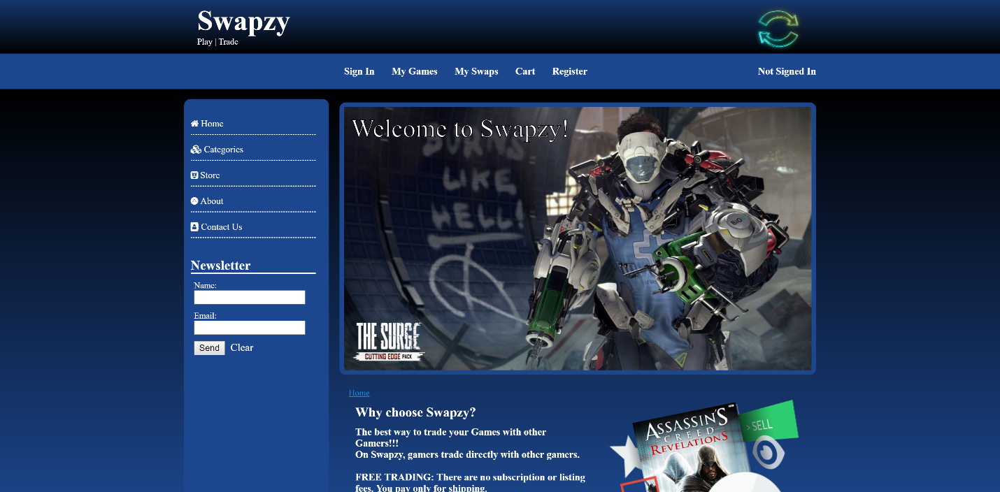 Swapzy
Play | Trade
Sign In My Games My Swaps Cart Register Not Signed In
Home
Categories
Store
About
Contact Us
Newsletter
Name:
Email:
Send Clear
Welcome to Swapzy!
LIKE
HELL!
BiO
THE SURGE
CUTTING EDGE PACK
Home
Why choose Swapzy?
The best way to trade your Games with other
Gamers!!!
On Swapzy, gamers trade directly with other gamers.
FREE TRADING: There are no subscription or listing
fees. You pay only for shipping.
ASSASSIN'S
CREED
REVELATIONS
> SELL